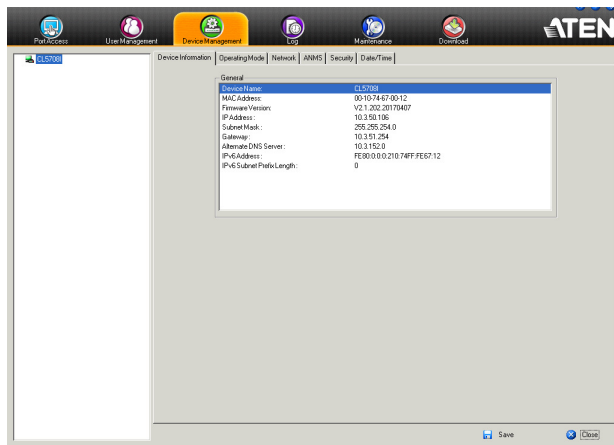 Port Access User Management Device Management Log Maintenance Download ATEN
CL5708I
Device Information Operating Mode Network ANMS Security Date/Time
General
Device Name: CL5708I
MAC Address: 00-10-74-67-00-12
Firmware Version: V2.1.202.20170407
IP Address : 10.3.50.106
Subnet Mask : 255.255.254.0
Gateway : 10.3.51.254
Alternate DNS Server : 10.3.152.0
IPv6 Address : FE80:0:0:0:210:74FF:FE67:12
IPv6 Subnet Prefix Length : 0
Save Close